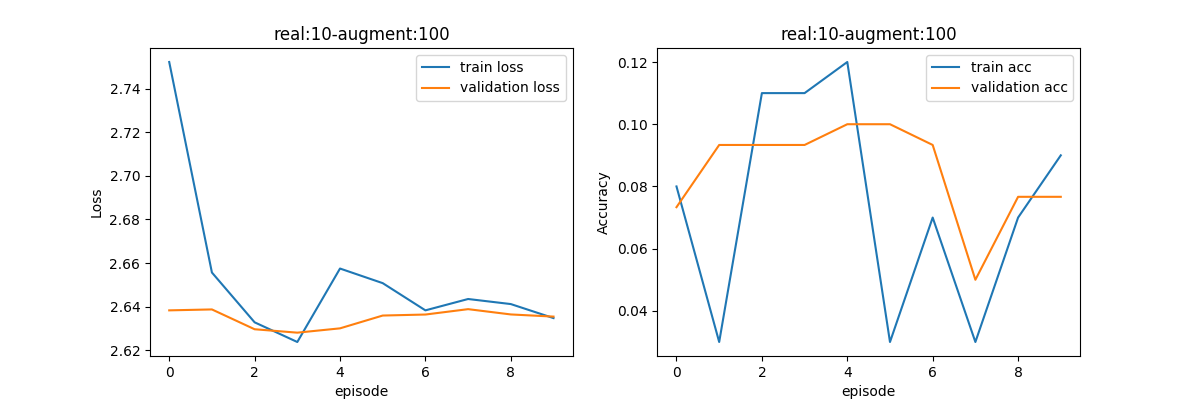 real:10-augment:100
train loss
validation loss
2.74
2.72
2.70
2.68
2.66
2.64
2.62
Loss
0
2
4
6
8
episode
real:10-augment:100
train acc
validation acc
0.12
0.10
0.08
0.06
0.04
Accuracy
0
2
4
6
8
episode